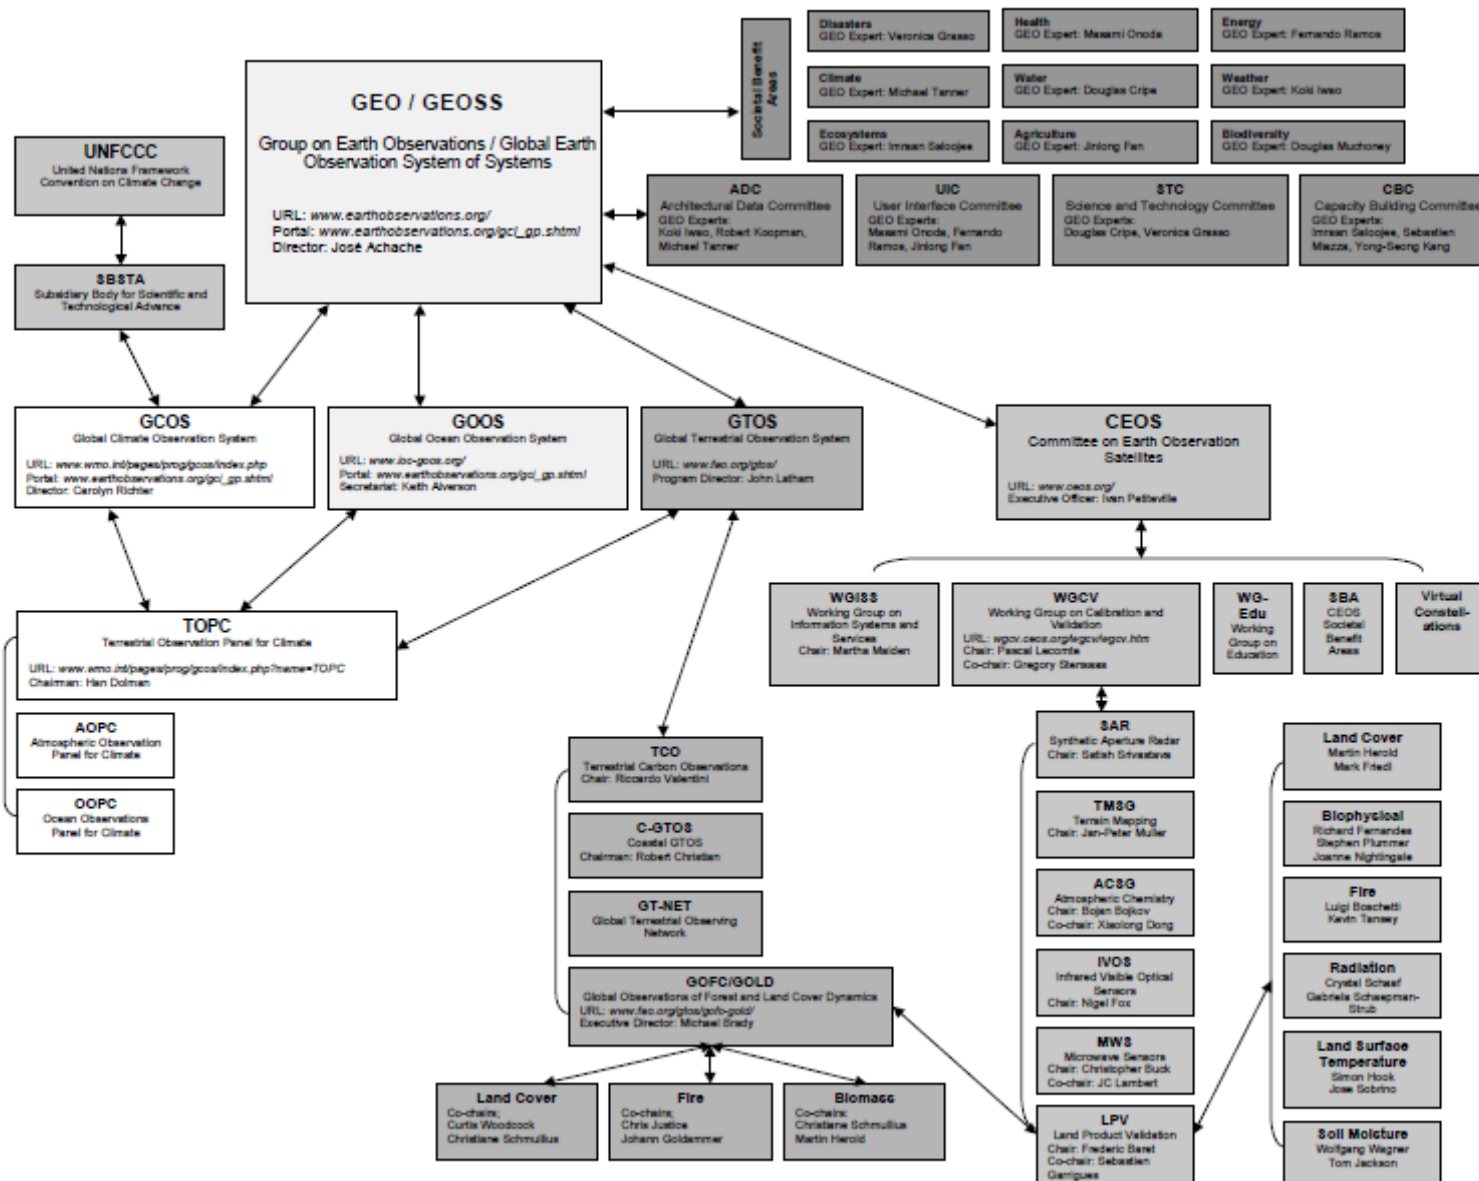 GEO / GEOSS
Group on Earth Observations / Global Earth
Observation System of Systems
URL: www.earthobservations.org/
Portal: www.earthobservations.org/gci_gp.shtml
Director: José Achache
Societal Benefit
Areas
Disasters
GEO Expert: Veronica Grasso
Health
GEO Expert: Masami Onoda
Energy
GEO Expert: Fernando Ramos
Climate
GEO Expert: Michael Tanner
Water
GEO Expert: Douglas Cripe
Weather
GEO Expert: Koki Iwao
Ecosystems
GEO Expert: Imraan Saloojee
Agriculture
GEO Expert: Jinlong Fan
Biodiversity
GEO Expert: Douglas Muchoney
ADC
Architectural Data Committee
GEO Experts:
Koki Iwao, Robert Koopman,
Michael Tanner
UIC
User Interface Committee
GEO Experts:
Masami Onoda, Fernando
Ramos, Jinlong Fan
STC
Science and Technology Committee
GEO Experts:
Douglas Cripe, Veronica Grasso
CBC
Capacity Building Committee
GEO Experts:
Imraan Saloojee, Sebastien
Miazza, Yong-Seong Kang
UNFCCC
United Nations Framework
Convention on Climate Change
SBSTA
Subsidiary Body for Scientific and
Technological Advance
GCOS
Global Climate Observation System
URL: www.wmo.int/pages/prog/gcos/index.php
Portal: www.earthobservations.org/gci_gp.shtml
Director: Carolyn Richter
GOOS
Global Ocean Observation System
URL: www.ioc-goos.org/
Portal: www.earthobservations.org/gci_gp.shtml
Secretariat: Keith Alverson
GTOS
Global Terrestrial Observation System
URL: www.fao.org/gtos/
Program Director: John Latham
CEOS
Committee on Earth Observation
Satellites
URL: www.ceos.org/
Executive Officer: Ivan Petiteville
TOPC
Terrestrial Observation Panel for Climate
URL: www.wmo.int/pages/prog/gcos/index.php?name=TOPC
Chairman: Han Dolman
AOPC
Atmospheric Observation
Panel for Climate
OOPC
Ocean Observations
Panel for Climate
WGISS
Working Group on
Information Systems and
Services
Chair: Martha Maiden
WGCV
Working Group on Calibration and
Validation
URL: wgcv.ceos.org/wgcv/wgcv.htm
Chair: Pascal Lecomte
Co-chair: Gregory Stensaas
WG-
Edu
Working
Group on
Education
SBA
CEOS
Societal
Benefit
Areas
Virtual
Constell-
ations
TCO
Terrestrial Carbon Observations
Chair: Riccardo Valentini
C-GTOS
Coastal GTOS
Chairman: Robert Christian
GT-NET
Global Terrestrial Observing
Network
GOFC/GOLD
Global Observations of Forest and Land Cover Dynamics
URL: www.fao.org/gtos/gofc-gold/
Executive Director: Michael Brady
Land Cover
Co-chairs;
Curtis Woodcock
Christiane Schmullius
Fire
Co-chairs;
Chris Justice
Johann Goldammer
Biomass
Co-chairs:
Christiane Schmullius
Martin Herold
SAR
Synthetic Aperture Radar
Chair: Satish Srivastava
TMSG
Terrain Mapping
Chair: Jan-Peter Muller
ACSG
Atmospheric Chemistry
Chair: Bojan Bojkov
Co-chair: Xiaolong Dong
IVOS
Infrared Visible Optical
Sensors
Chair: Nigel Fox
MWS
Microwave Sensors
Chair: Christopher Buck
Co-chair: JC Lambert
LPV
Land Product Validation
Chair: Frederic Baret
Co-chair: Sebastien
Garrigues
Land Cover
Martin Herold
Mark Friedl
Biophysical
Richard Fernandes
Stephen Plummer
Joanne Nightingale
Fire
Luigi Boschetti
Kevin Tansey
Radiation
Crystal Schaaf
Gabriela Schaepman-
Strub
Land Surface
Temperature
Simon Hook
Jose Sobrino
Soil Moisture
Wolfgang Wagner
Tom Jackson